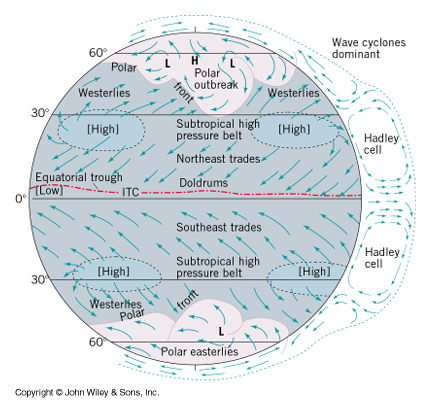 Wave cyclones
dominant
60°
L
H
L
Polar
Polar
outbreak
front
Westerlies
Westerlies
30°
[High]
Subtropical high
pressure belt
[High]
Hadley
cell
Northeast trades
Equatorial trough
[Low]
Doldrums
ITC
0°
Southeast trades
Hadley
cell
Subtropical high
pressure belt
[High]
[High]
30°
Westerlies
Polar
front
L
60°
Polar easterlies
Copyright © John Wiley & Sons, Inc.